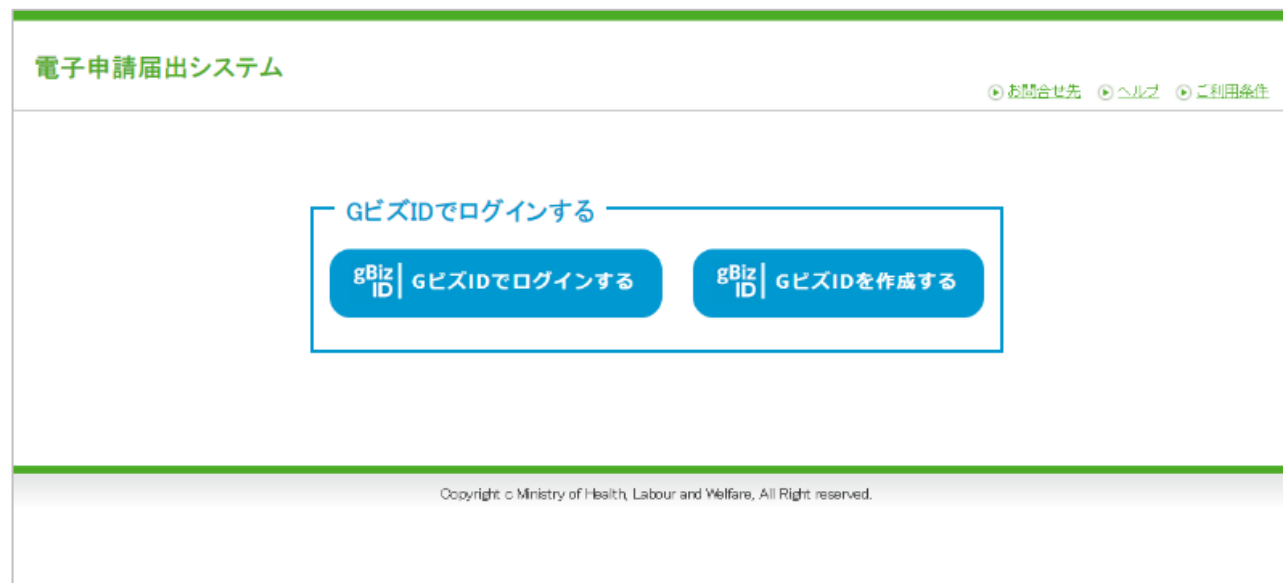 電子申請届出システム
お問合せ先 ヘルプ ご利用条件
GビズIDでログインする
gBiz ID GビズIDでログインする
gBiz ID GビズIDを作成する
Copyright c Ministry of Health, Labour and Welfare, All Right reserved.